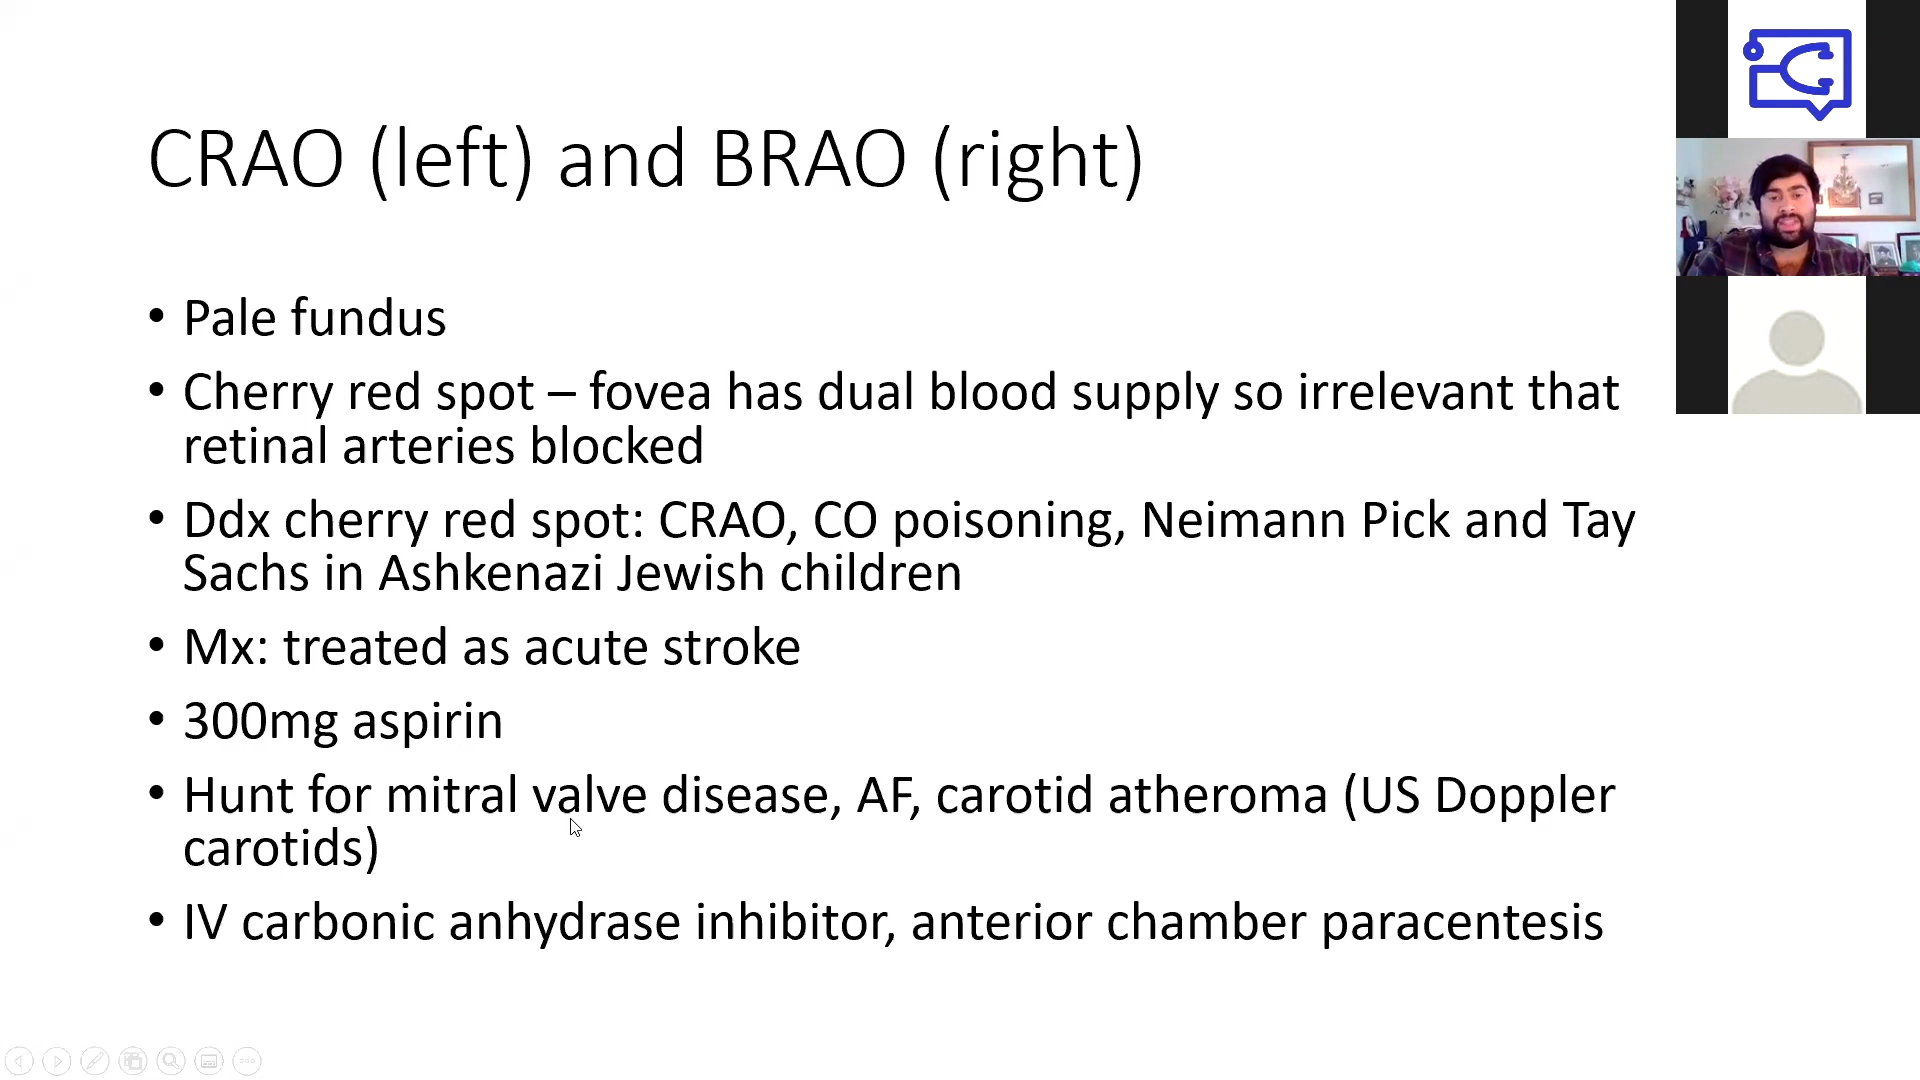 CRAO (left) and BRAO (right)
• Pale fundus
• Cherry red spot – fovea has dual blood supply so irrelevant that
retinal arteries blocked
• Ddx cherry red spot: CRAO, CO poisoning, Neimann Pick and Tay
Sachs in Ashkenazi Jewish children
• Mx: treated as acute stroke
• 300mg aspirin
• Hunt for mitral valve disease, AF, carotid atheroma (US Doppler
carotids)
• IV carbonic anhydrase inhibitor, anterior chamber paracentesis